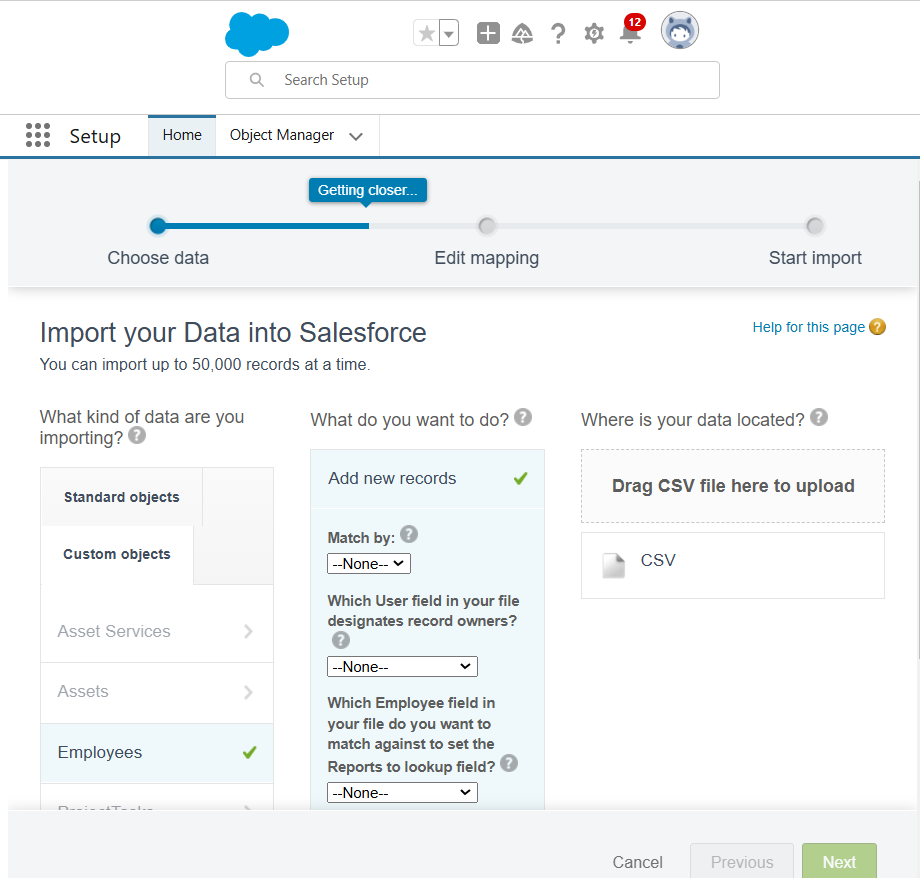 12
Search Setup
Setup
Home
Object Manager
Getting closer...
Choose data
Edit mapping
Start import
Import your Data into Salesforce
Help for this page ?
You can import up to 50,000 records at a time.
What kind of data are you
importing? ?
Standard objects
Custom objects
Asset Services
Assets
Employees
ProjectTasks
What do you want to do? ?
Add new records
Match by: ?
--None--
Which User field in your file
designates record owners?
?
--None--
Which Employee field in
your file do you want to
match against to set the
Reports to lookup field? ?
--None--
Where is your data located? ?
Drag CSV file here to upload
CSV
Cancel
Previous
Next